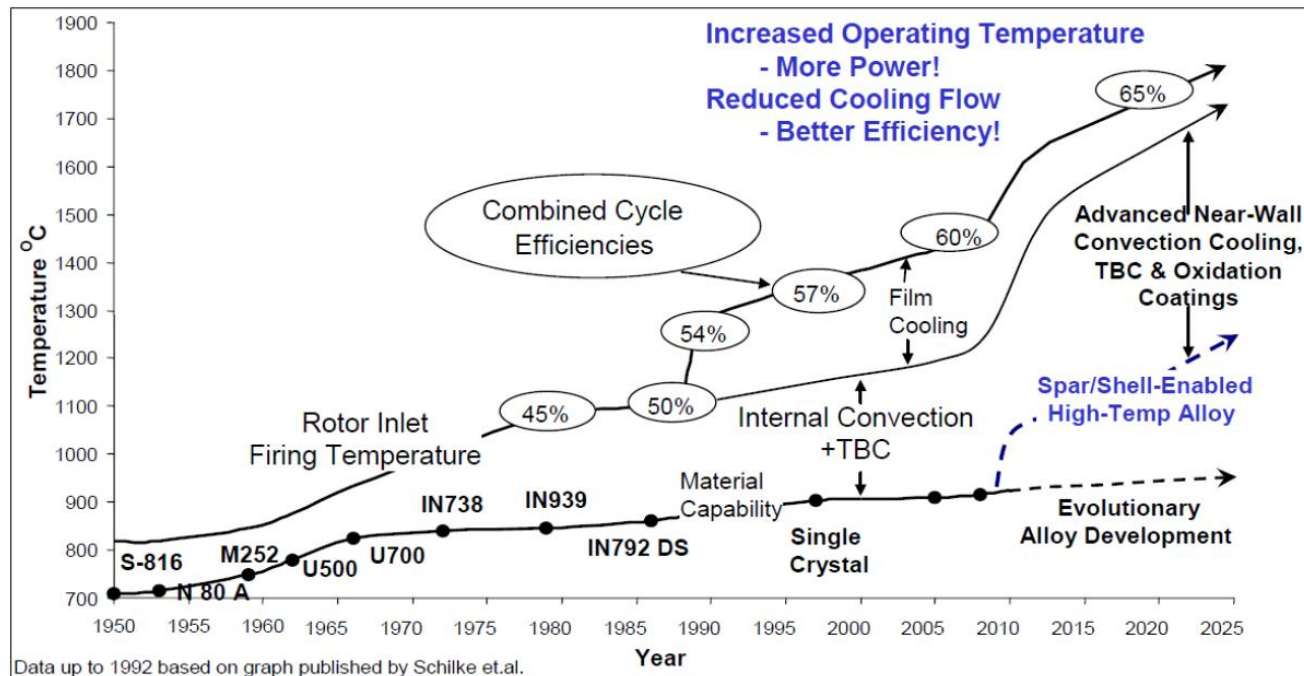 Increased Operating Temperature
- More Power!
Reduced Cooling Flow
- Better Efficiency!
1900
1800
1700
1600
1500
1400
1300
1200
1100
1000
900
800
700
Temperature °C
65%
60%
57%
54%
50%
45%
Combined Cycle
Efficiencies
Film
Cooling
Advanced Near-Wall
Convection Cooling,
TBC & Oxidation
Coatings
Spar/Shell-Enabled
High-Temp Alloy
Rotor Inlet
Firing Temperature
Internal Convection
+TBC
Material
Capability
Evolutionary
Alloy Development
Single
Crystal
S-816
N 80 A
M252
U500
U700
IN738
IN939
IN792 DS
1950
1955
1960
1965
1970
1975
1980
1985
1990
1995
2000
2005
2010
2015
2020
2025
Year
Data up to 1992 based on graph published by Schilke et.al.